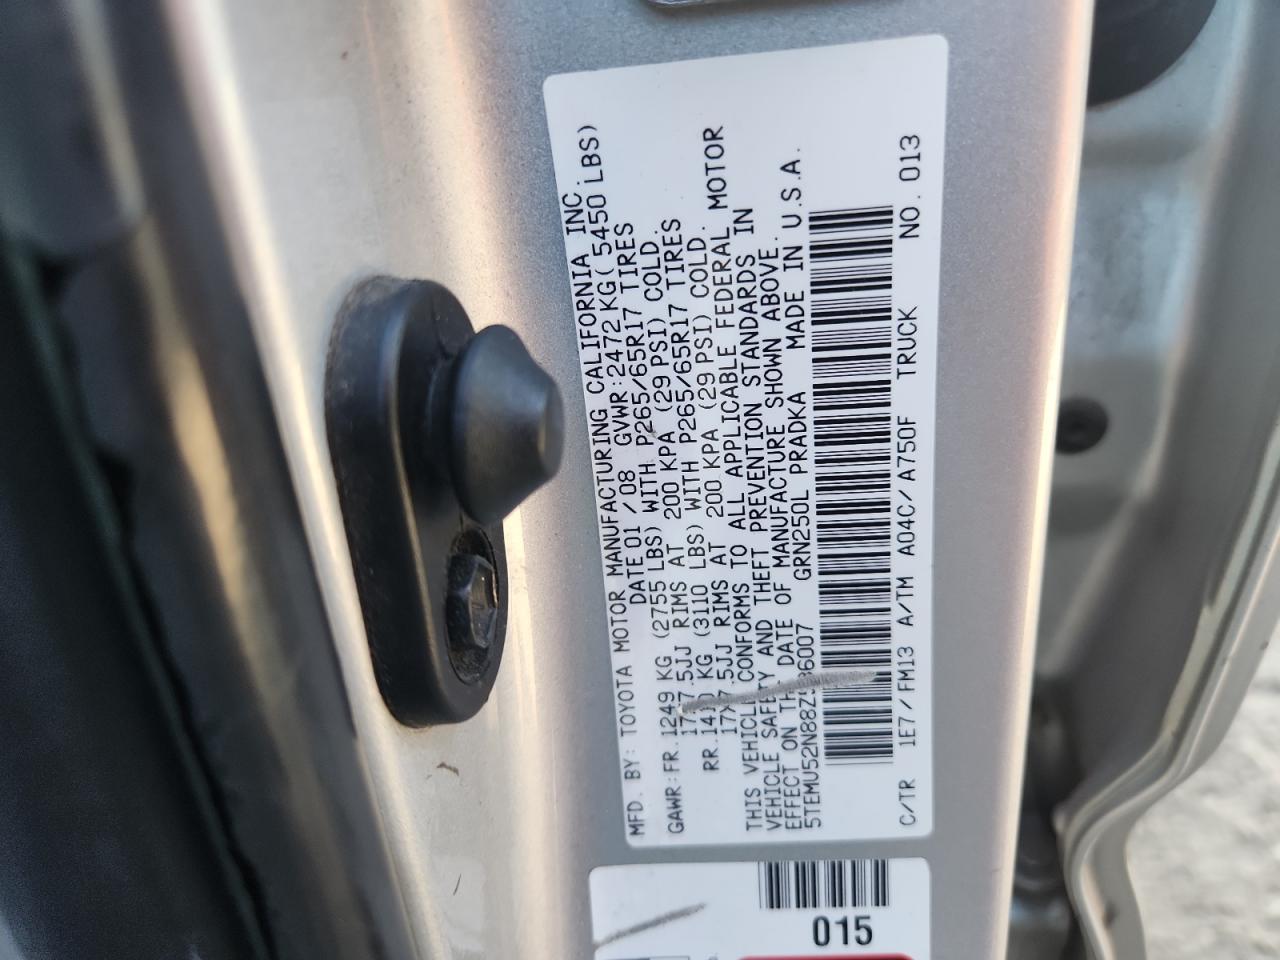 MFD. BY: TOYOTA MOTOR MANUFACTURING CALIFORNIA INC.
DATE 01 / 08 GVWR:2472 KG( 5450 LBS)
GAWR:FR.1249 KG (2755 LBS) WITH P265/65R17 TIRES
17X7.5JJ RIMS AT 200 KPA (29 PSI) COLD.
RR.1410 KG (3110 LBS) WITH P265/65R17 TIRES
17X7.5JJ RIMS AT 200 KPA (29 PSI) COLD.
THIS VEHICLE CONFORMS TO ALL APPLICABLE FEDERAL MOTOR
VEHICLE SAFETY AND THEFT PREVENTION STANDARDS IN
EFFECT ON THE DATE OF MANUFACTURE SHOWN ABOVE.
5TEMU52N88Z536007 GRN250L PRADKA MADE IN U.S.A.
C/TR 1E7/FM13 A/TM A04C/A750F TRUCK NO. 013
015